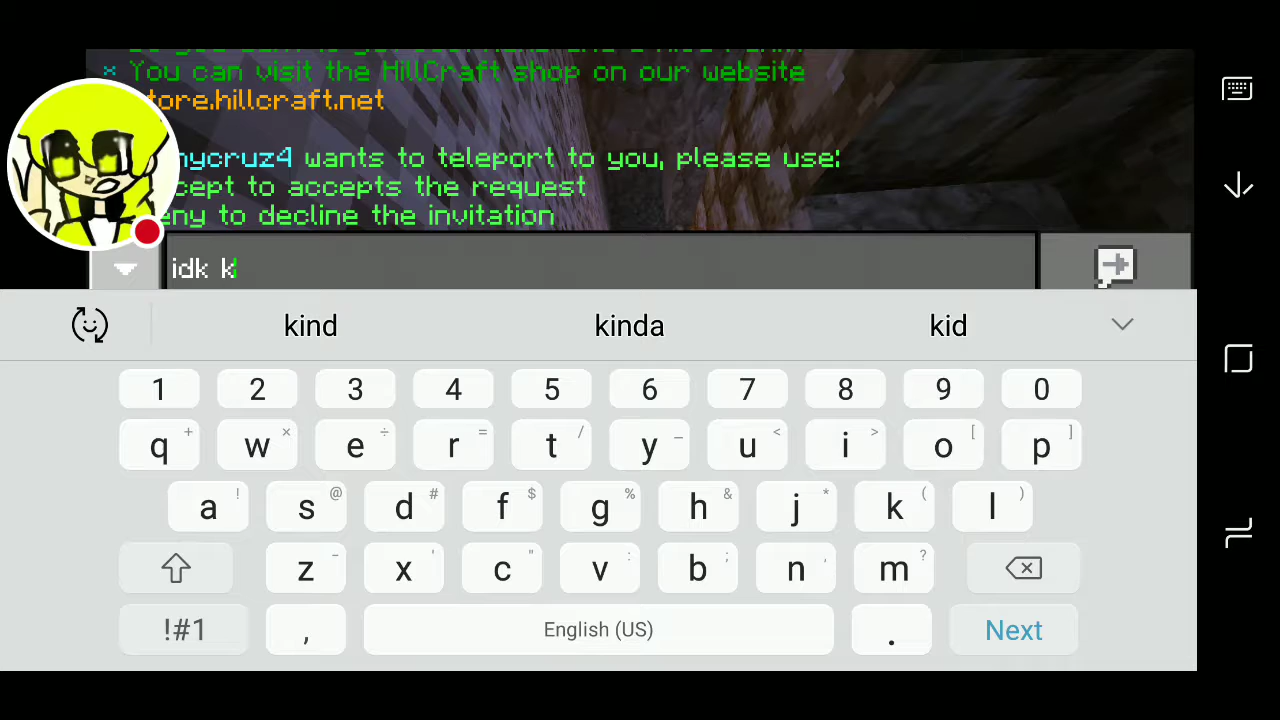 × You can visit the HillCraft shop on our website
store.hillcraft.net
nycruz4 wants to teleport to you, please use:
cept to accepts the request
eny to decline the invitation
idk k
kind kinda kid
1 2 3 4 5 6 7 8 9 0
q + w × e ÷ r = t / y _ u < i > o [ p ]
a ! s @ d # f $ g % h & j * k ( l )
z - x ' c " v : b ; n , m ?
!#1 , English (US) . Next